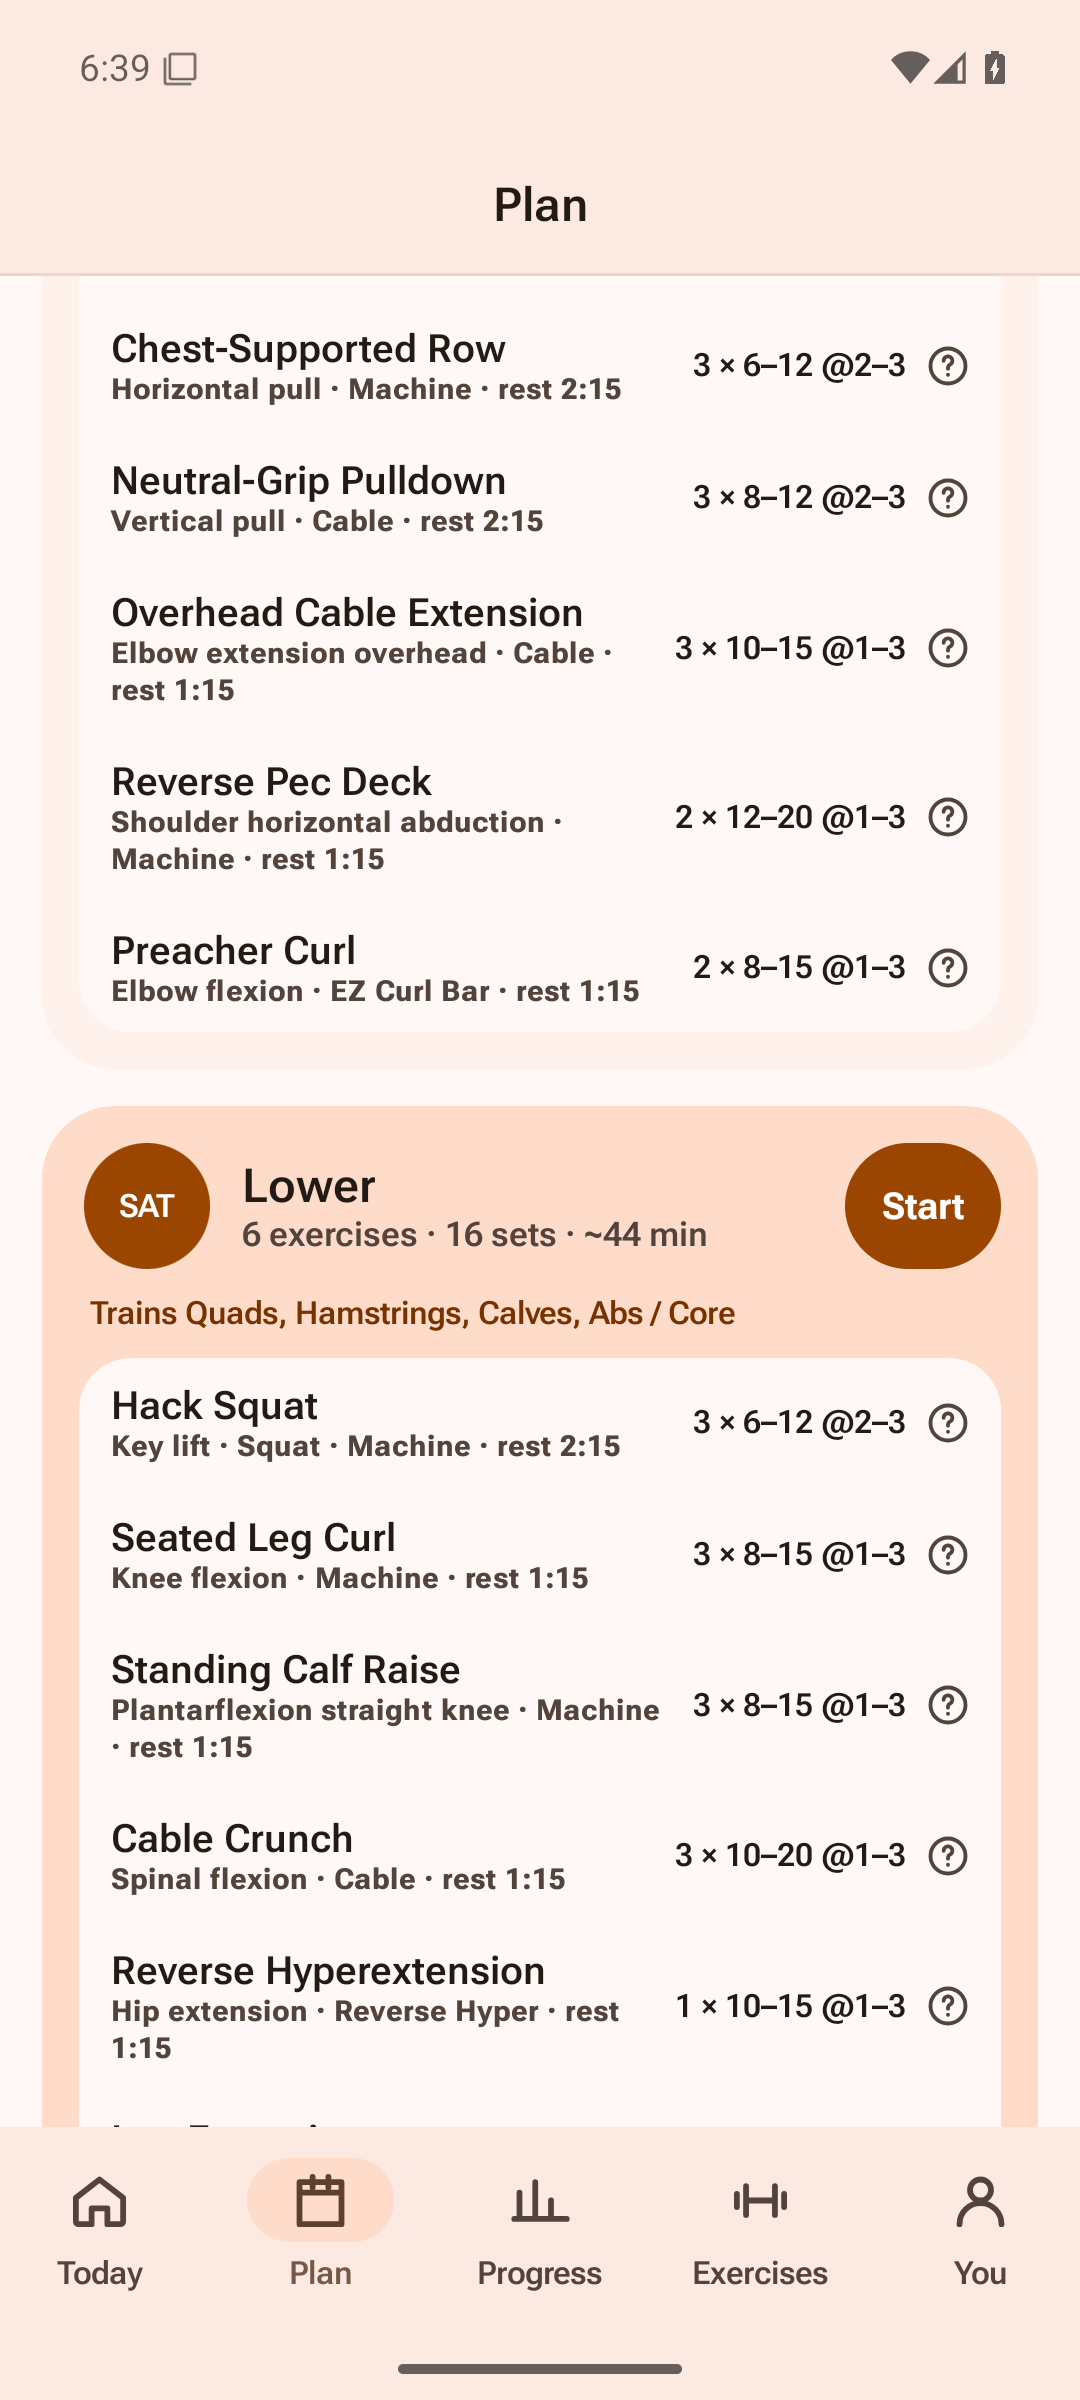 6:39
Plan
Chest-Supported Row
Horizontal pull · Machine · rest 2:15
3 × 6–12 @2–3
Neutral-Grip Pulldown
Vertical pull · Cable · rest 2:15
3 × 8–12 @2–3
Overhead Cable Extension
Elbow extension overhead · Cable ·
rest 1:15
3 × 10–15 @1–3
Reverse Pec Deck
Shoulder horizontal abduction ·
Machine · rest 1:15
2 × 12–20 @1–3
Preacher Curl
Elbow flexion · EZ Curl Bar · rest 1:15
2 × 8–15 @1–3
SAT
Lower
6 exercises · 16 sets · ~44 min
Start
Trains Quads, Hamstrings, Calves, Abs / Core
Hack Squat
Key lift · Squat · Machine · rest 2:15
3 × 6–12 @2–3
Seated Leg Curl
Knee flexion · Machine · rest 1:15
3 × 8–15 @1–3
Standing Calf Raise
Plantarflexion straight knee · Machine
· rest 1:15
3 × 8–15 @1–3
Cable Crunch
Spinal flexion · Cable · rest 1:15
3 × 10–20 @1–3
Reverse Hyperextension
Hip extension · Reverse Hyper · rest
1:15
1 × 10–15 @1–3
Today
Plan
Progress
Exercises
You